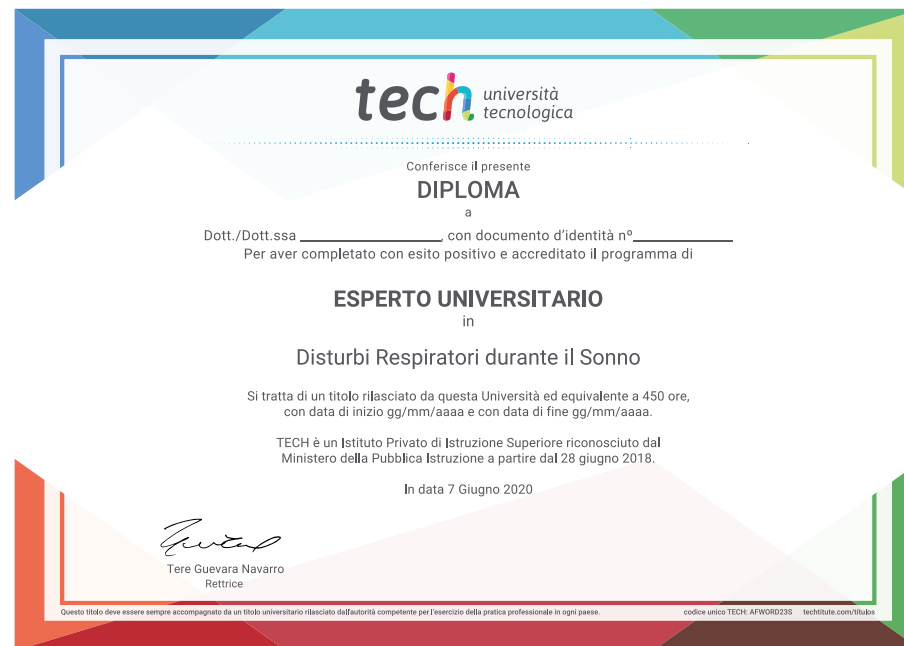 tech università
tecnologica
Conferisce il presente
DIPLOMA
a
Dott./Dott.ssa ____________________, con documento d'identità nº______________
Per aver completato con esito positivo e accreditato il programma di
ESPERTO UNIVERSITARIO
in
Disturbi Respiratori durante il Sonno
Si tratta di un titolo rilasciato da questa Università ed equivalente a 450 ore,
con data di inizio gg/mm/aaaa e con data di fine gg/mm/aaaa.
TECH è un Istituto Privato di Istruzione Superiore riconosciuto dal
Ministero della Pubblica Istruzione a partire dal 28 giugno 2018.
In data 7 Giugno 2020
Tere Guevara Navarro
Rettrice
Questo titolo deve essere sempre accompagnato da un titolo universitario rilasciato dall'autorità competente per l'esercizio della pratica professionale in ogni paese. codice unico TECH: AFWORD23S techtitute.com/títulos